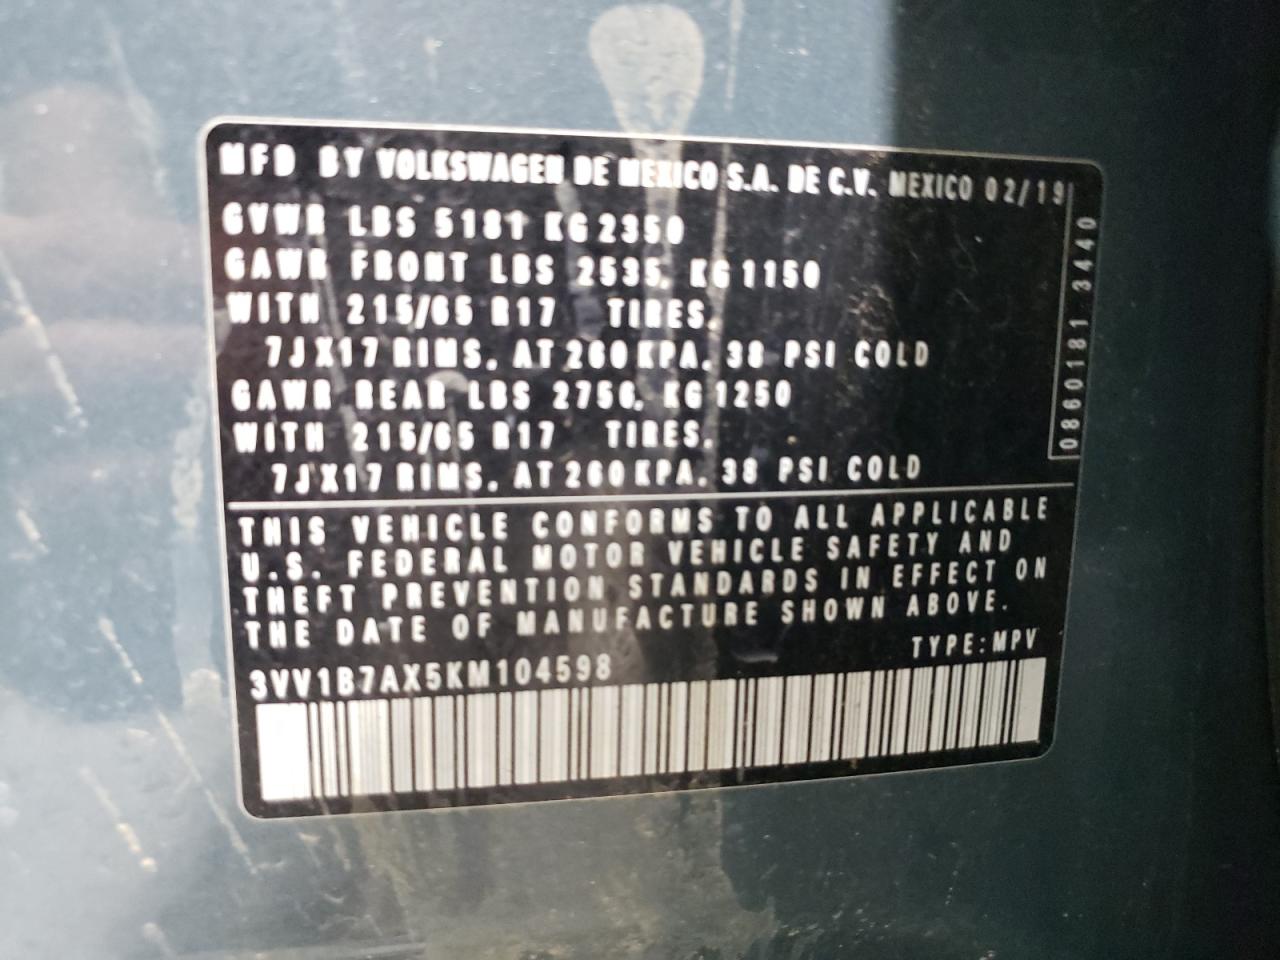 MFD BY VOLKSWAGEN DE MEXICO S.A. DE C.V. MEXICO 02/19
GVWR LBS 5181 KG 2350
GAWR FRONT LBS 2535, KG 1150
WITH 215/65 R17 TIRES,
7JX17 RIMS, AT 260 KPA, 38 PSI COLD
GAWR REAR LBS 2756, KG 1250
WITH 215/65 R17 TIRES,
7JX17 RIMS, AT 260 KPA, 38 PSI COLD
0860181 3440
THIS VEHICLE CONFORMS TO ALL APPLICABLE
U.S. FEDERAL MOTOR VEHICLE SAFETY AND
THEFT PREVENTION STANDARDS IN EFFECT ON
THE DATE OF MANUFACTURE SHOWN ABOVE.
TYPE: MPV
3VV1B7AX5KM104598